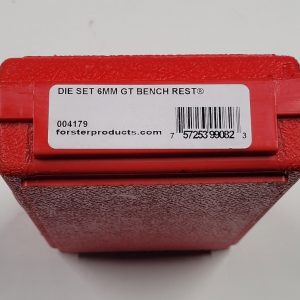 DIE SET 6MM GT BENCH REST®
004179
forsterproducts.com
7 57253 99082 3